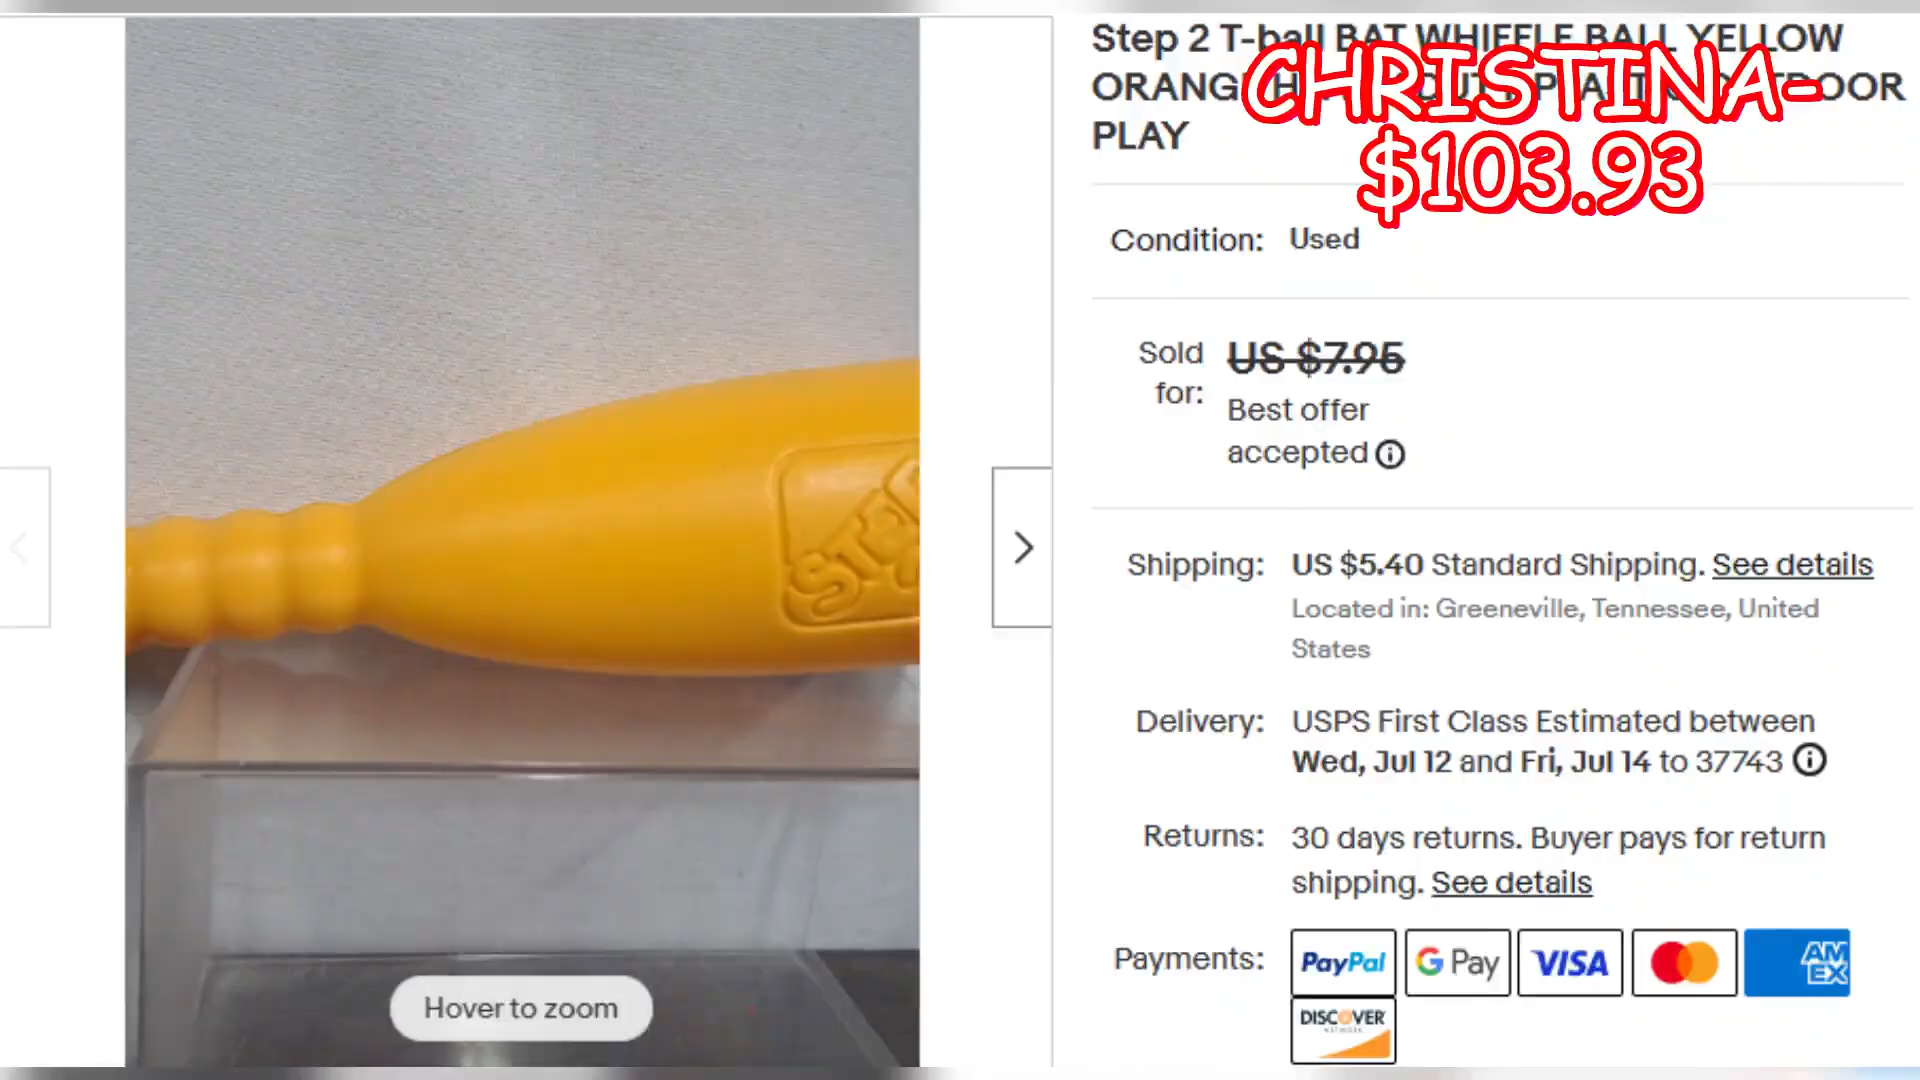 Step 2 T-ball BAT WHIFFLE BALL YELLOW
PLAY
CHRISTINA-
$103.93
Condition: Used
Sold for: US $7.95
Best offer
accepted
Shipping: US $5.40 Standard Shipping. See details
Located in: Greeneville, Tennessee, United
States
Delivery: USPS First Class Estimated between
Wed, Jul 12 and Fri, Jul 14 to 37743
Returns: 30 days returns. Buyer pays for return
shipping. See details
Payments: PayPal G Pay VISA AM EX
DISCOVER
NETWORK
Hover to zoom